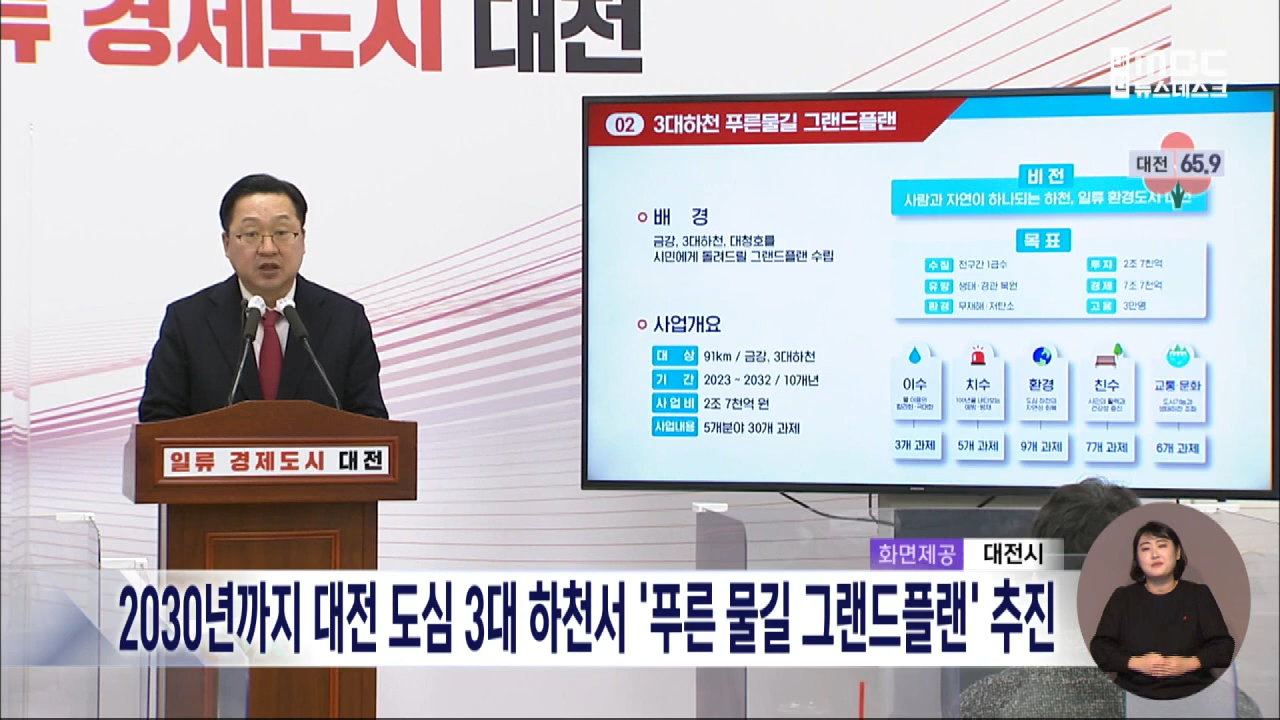 류 경제도시 대전
대전 MBC
뉴스데스크
대전 65.9
02 3대하천 푸른물길 그랜드플랜
배 경
금강, 3대하천, 대청호를
시민에게 돌려드릴 그랜드플랜 수립
사업개요
대 상 91km / 금강, 3대하천
기 간 2023 ~ 2032 / 10개년
사업비 2조 7천억 원
사업내용 5개분야 30개 과제
비 전
사람과 자연이 하나되는 하천, 일류 환경도시
목 표
수 질 전구간 1급수
유 량 생태·경관 복원
환 경 무재해·저탄소
투 자 2조 7천억
경 제 7조 7천억
고 용 3만명
이수
3개 과제
치수
5개 과제
환경
9개 과제
친수
7개 과제
교통·문화
6개 과제
일류 경제도시 대전
화면제공 대전시
2030년까지 대전 도심 3대 하천서 '푸른 물길 그랜드플랜' 추진